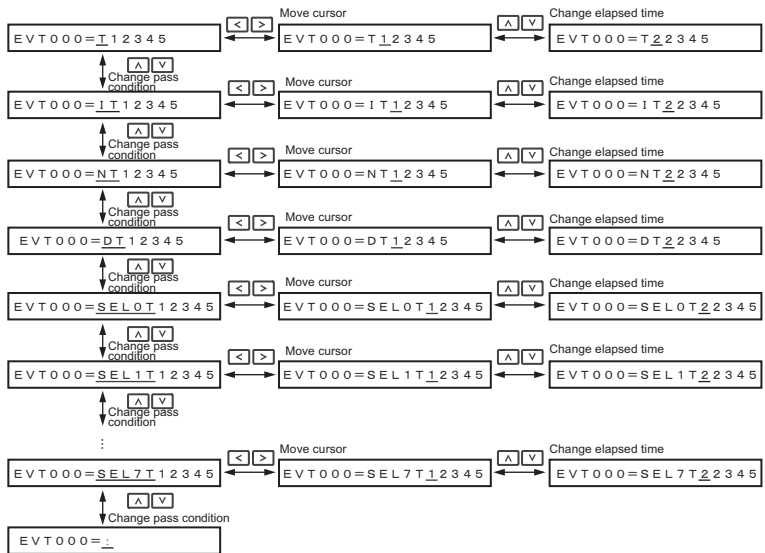 Move cursor
Change elapsed time
EVT000=T12345
< >
EVT000=T12345
∧ ∨
EVT000=T22345
∧ ∨
Change pass
condition
Move cursor
Change elapsed time
EVT000=IT12345
< >
EVT000=IT12345
∧ ∨
EVT000=IT22345
∧ ∨
Change pass
condition
Move cursor
Change elapsed time
EVT000=NT12345
< >
EVT000=NT12345
∧ ∨
EVT000=NT22345
∧ ∨
Change pass
condition
Move cursor
Change elapsed time
EVT000=DT12345
< >
EVT000=DT12345
∧ ∨
EVT000=DT22345
∧ ∨
Change pass
condition
Move cursor
Change elapsed time
EVT000=SEL0T12345
< >
EVT000=SEL0T12345
∧ ∨
EVT000=SEL0T22345
∧ ∨
Change pass
condition
Move cursor
Change elapsed time
EVT000=SEL1T12345
< >
EVT000=SEL1T12345
∧ ∨
EVT000=SEL1T22345
∧ ∨
Change pass
condition
⋮
Move cursor
Change elapsed time
EVT000=SEL7T12345
< >
EVT000=SEL7T12345
∧ ∨
EVT000=SEL7T22345
∧ ∨
Change pass condition
EVT000=: